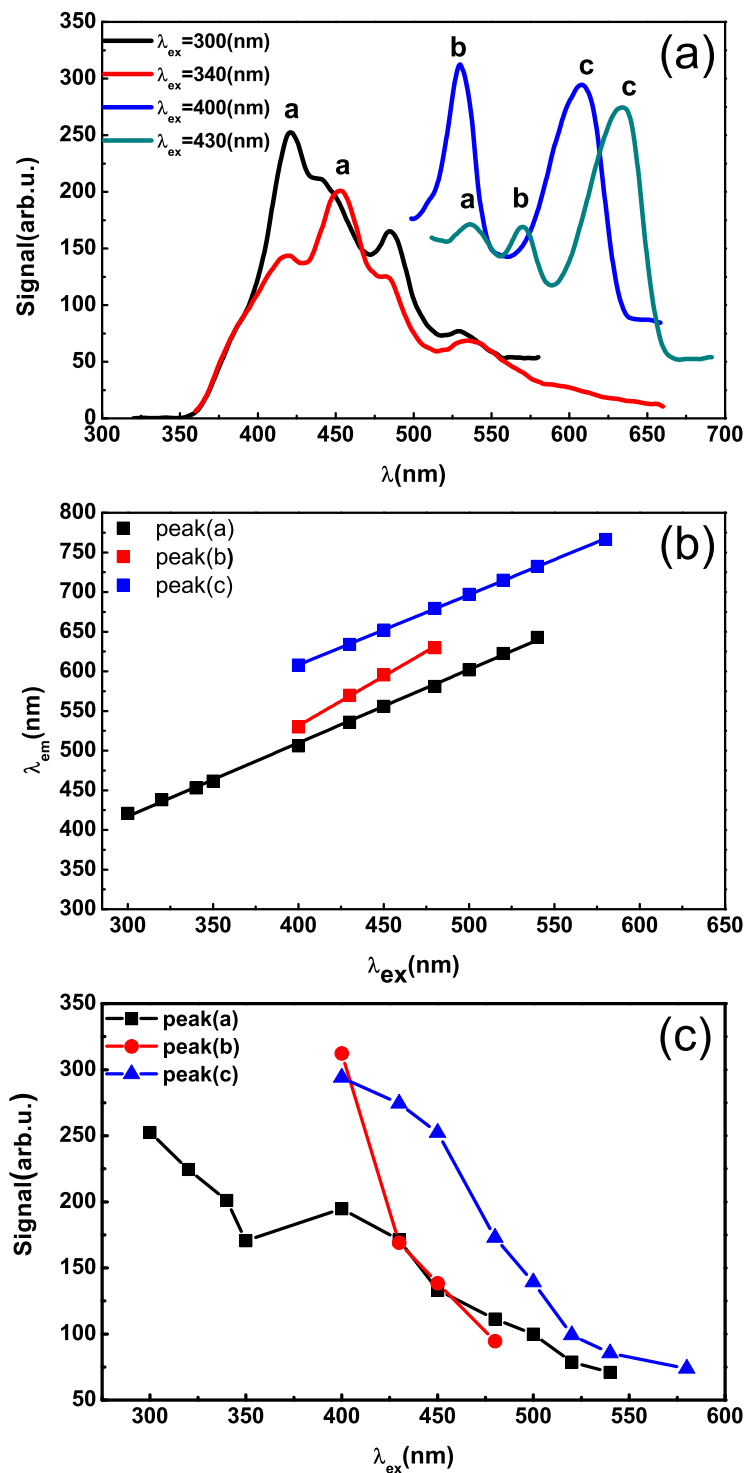 (a)
λex=300(nm)
λex=340(nm)
λex=400(nm)
λex=430(nm)
a
a
b
c
a
b
c
Signal(arb.u.)
350
300
250
200
150
100
50
0
300 350 400 450 500 550 600 650 700
λ(nm)
(b)
peak(a)
peak(b)
peak(c)
λem(nm)
800
750
700
650
600
550
500
450
400
350
300
300 350 400 450 500 550 600 650
λex(nm)
(c)
peak(a)
peak(b)
peak(c)
Signal(arb.u.)
350
300
250
200
150
100
50
300 350 400 450 500 550 600
λex(nm)